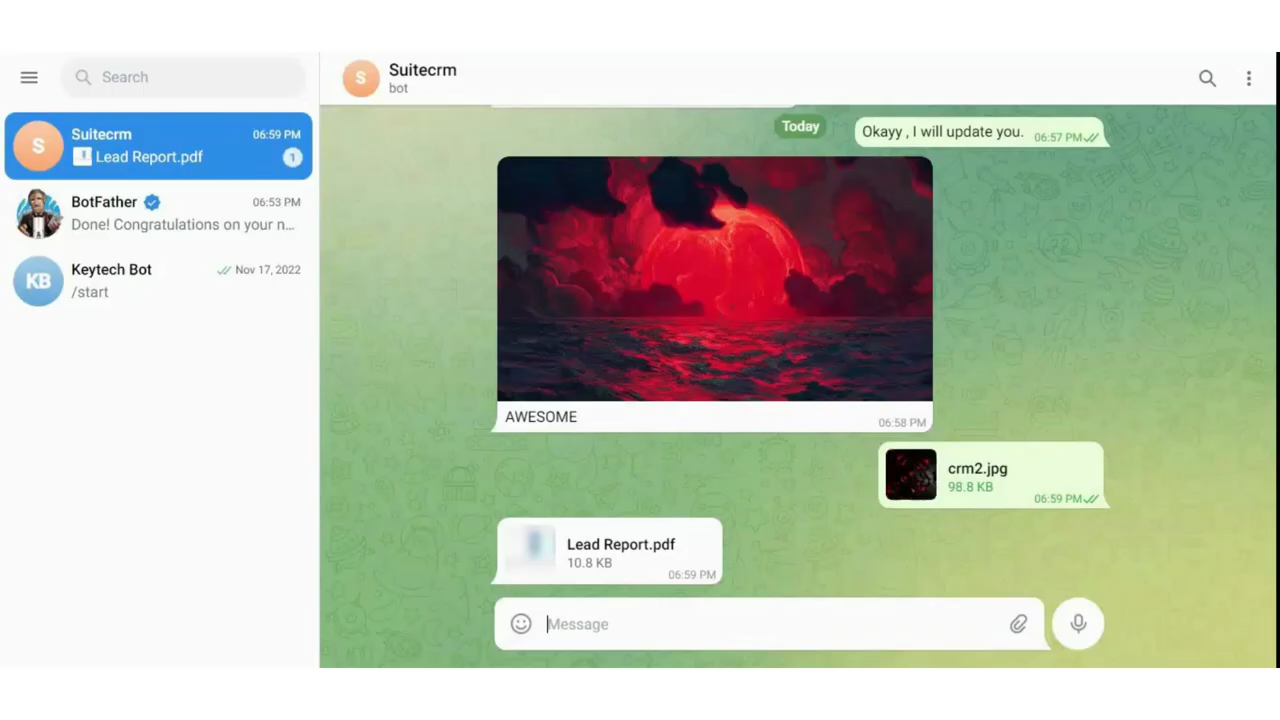 Search
Suitecrm
06:59 PM
Lead Report.pdf
1
BotFather
06:53 PM
Done! Congratulations on your n...
KB
Keytech Bot
Nov 17, 2022
/start
S
S
Suitecrm
bot
Today
Okayy , I will update you.
06:57 PM
AWESOME
06:58 PM
crm2.jpg
98.8 KB
06:59 PM
Lead Report.pdf
10.8 KB
06:59 PM
Message